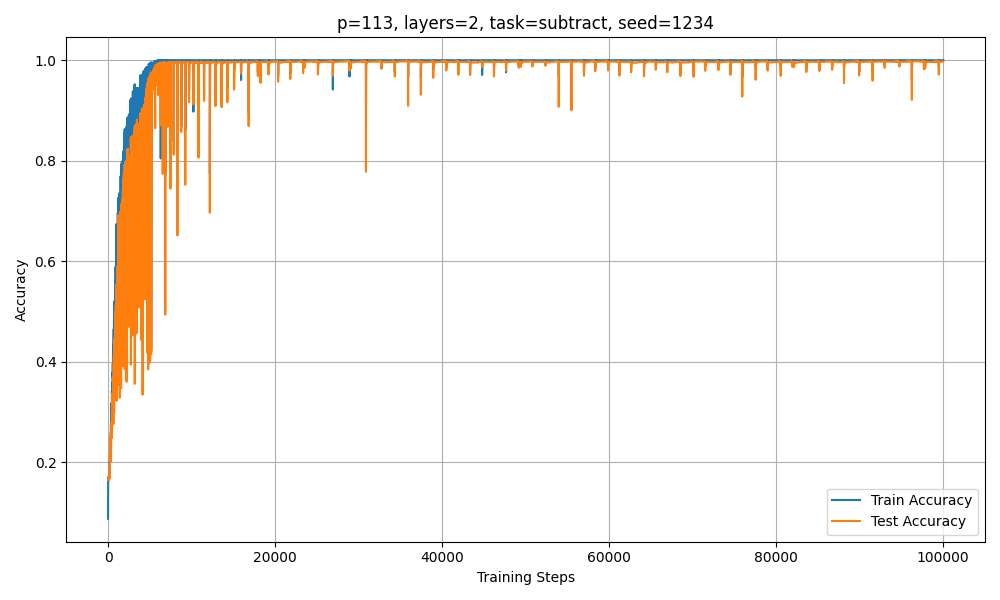 p=113, layers=2, task=subtract, seed=1234
Accuracy
1.0
0.8
0.6
0.4
0.2
0
20000
40000
60000
80000
100000
Training Steps
Train Accuracy
Test Accuracy